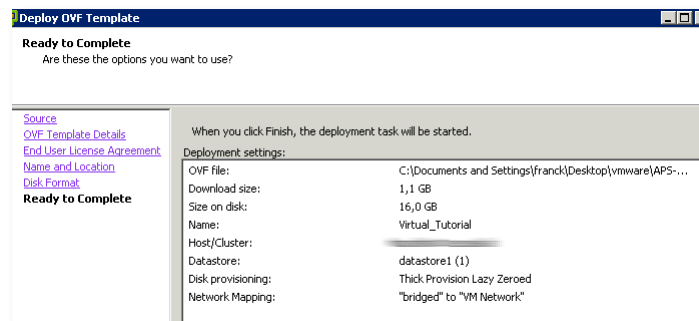 Deploy OVF Template
Ready to Complete
Are these the options you want to use?
Source
OVF Template Details
End User License Agreement
Name and Location
Disk Format
Ready to Complete
When you click Finish, the deployment task will be started.
Deployment settings:
OVF file: C:\Documents and Settings\franck\Desktop\vmware\APS-...
Download size: 1,1 GB
Size on disk: 16,0 GB
Name: Virtual_Tutorial
Host/Cluster:
Datastore: datastore1 (1)
Disk provisioning: Thick Provision Lazy Zeroed
Network Mapping: "bridged" to "VM Network"